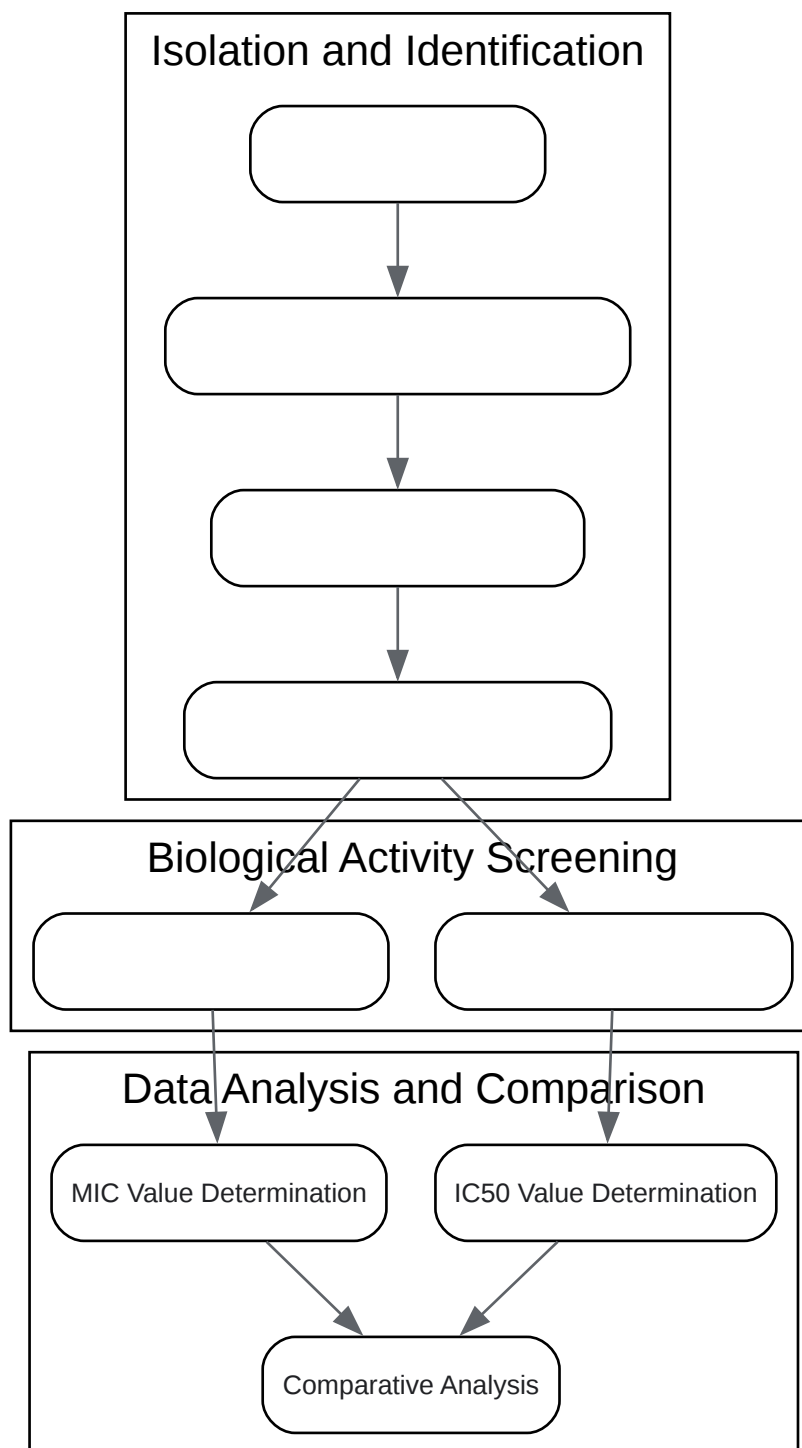 Isolation and Identification
Biological Activity Screening
Data Analysis and Comparison
MIC Value Determination
IC50 Value Determination
Comparative Analysis